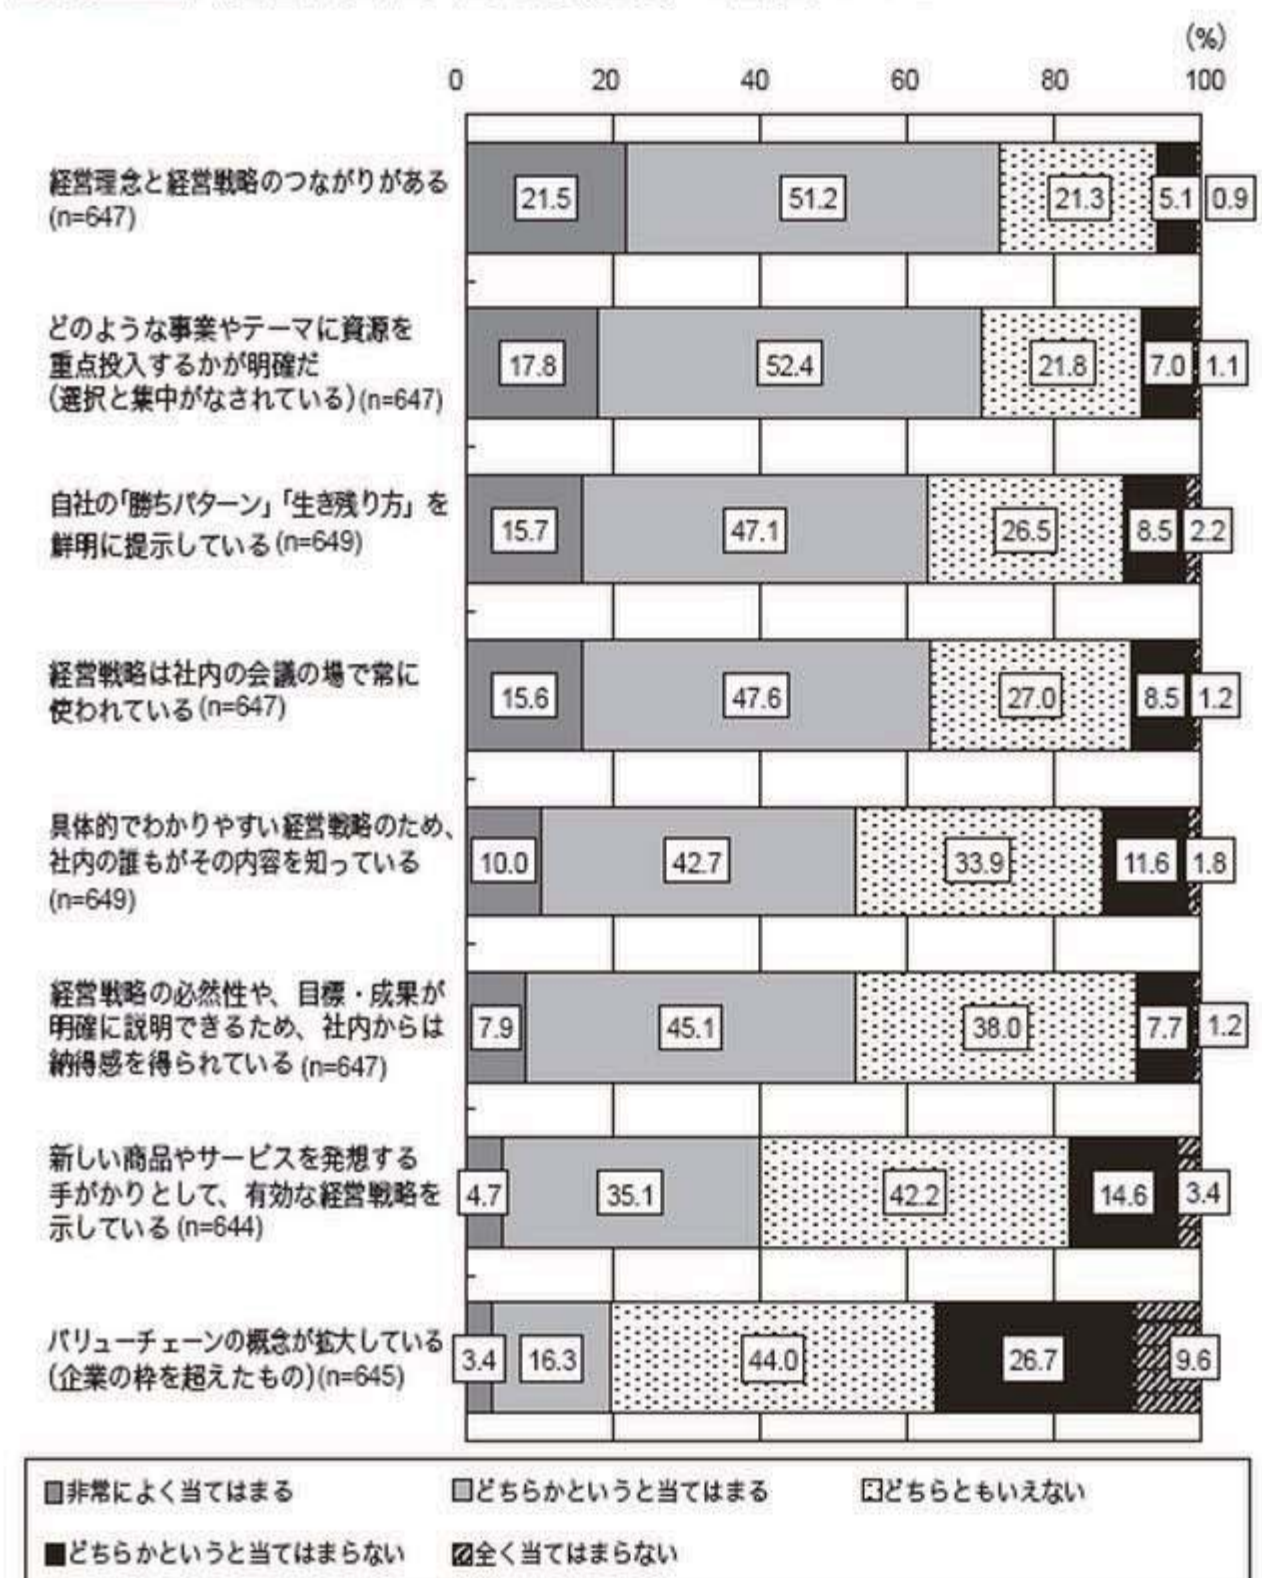 (%)
0 20 40 60 80 100
経営理念と経営戦略のつながりがある
(n=647)
21.5 51.2 21.3 5.1 0.9
どのような事業やテーマに資源を
重点投入するかが明確だ
(選択と集中がなされている)(n=647)
17.8 52.4 21.8 7.0 1.1
自社の「勝ちパターン」「生き残り方」を
鮮明に提示している(n=649)
15.7 47.1 26.5 8.5 2.2
経営戦略は社内の会議の場で常に
使われている(n=647)
15.6 47.6 27.0 8.5 1.2
具体的でわかりやすい経営戦略のため、
社内の誰もがその内容を知っている
(n=649)
10.0 42.7 33.9 11.6 1.8
経営戦略の必然性や、目標・成果が
明確に説明できるため、社内からは
納得感を得られている(n=647)
7.9 45.1 38.0 7.7 1.2
新しい商品やサービスを発想する
手がかりとして、有効な経営戦略を
示している(n=644)
4.7 35.1 42.2 14.6 3.4
バリューチェーンの概念が拡大している
(企業の枠を超えたもの)(n=645)
3.4 16.3 44.0 26.7 9.6
非常によく当てはまる どちらかというと当てはまる どちらともいえない
どちらかというと当てはまらない 全く当てはまらない